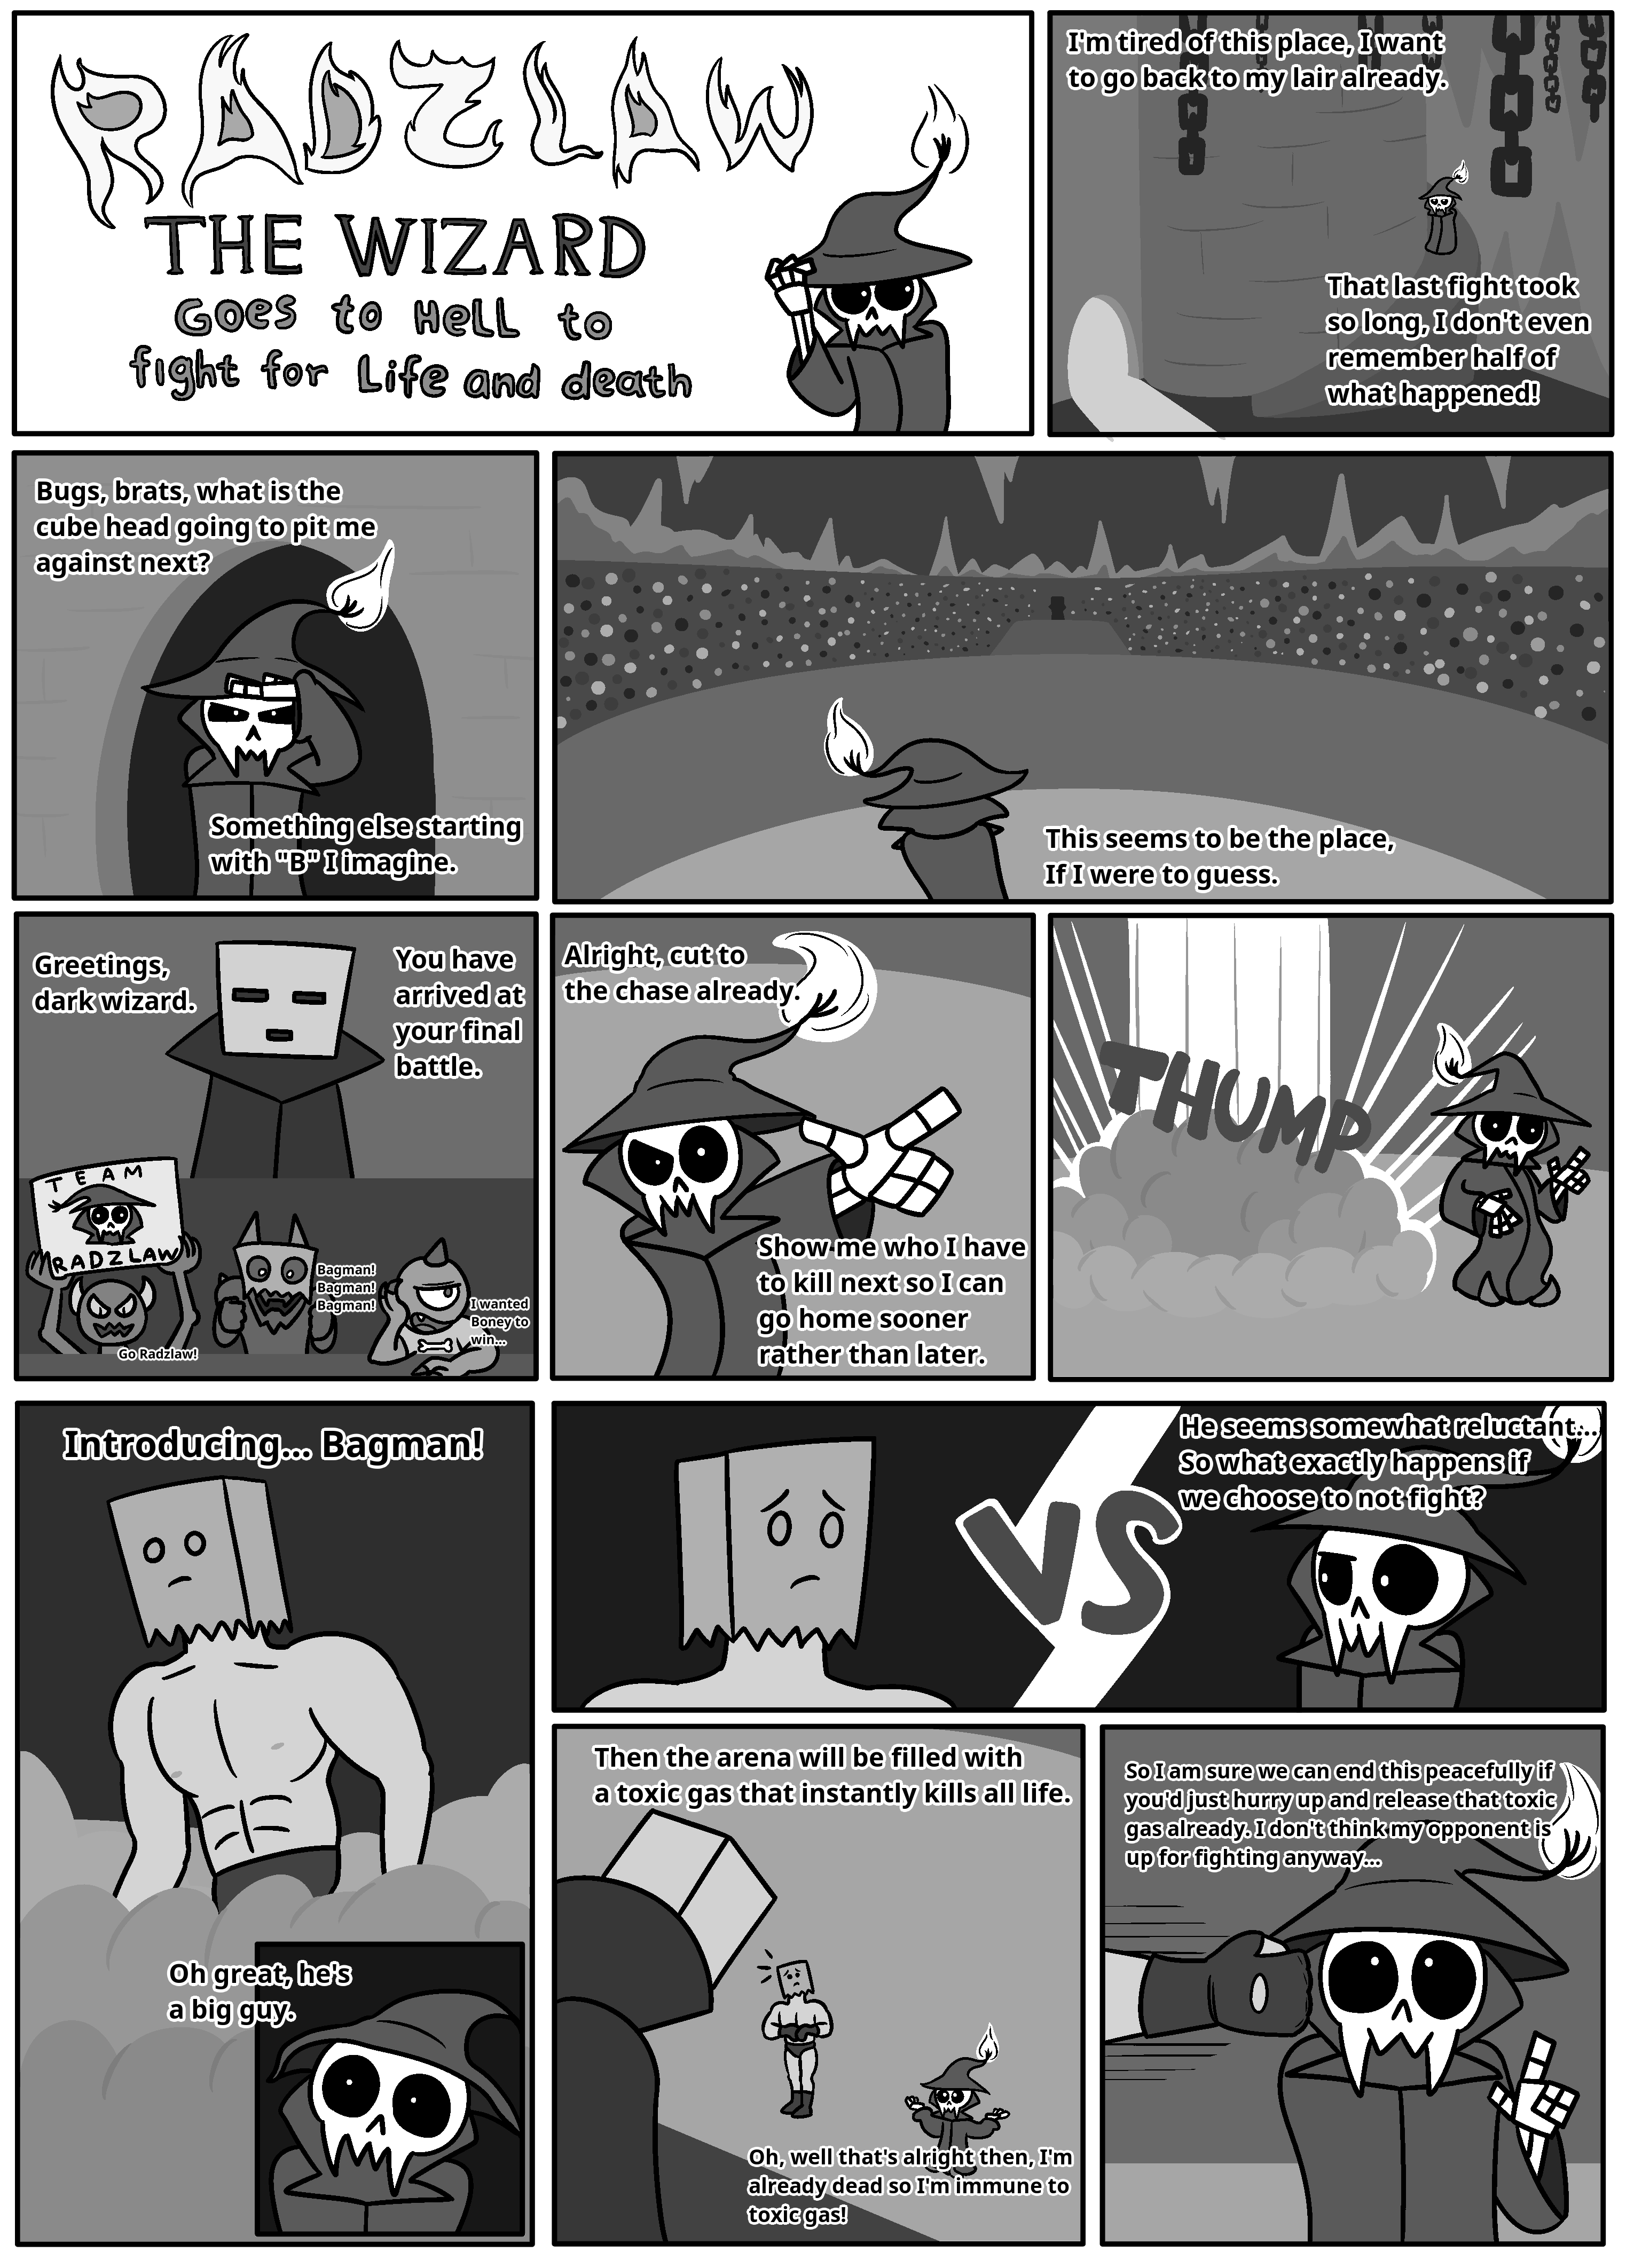 RADZLAW
THE WIZARD
Goes to Hell to
fight for Life and death
I'm tired of this place, I want
to go back to my lair already.
That last fight took
so long, I don't even
remember half of
what happened!
Bugs, brats, what is the
cube head going to pit me
against next?
Something else starting
with "B" I imagine.
This seems to be the place,
If I were to guess.
Greetings,
dark wizard.
You have
arrived at
your final
battle.
TEAM
RADZLAW
Go Radzlaw!
Bagman!
Bagman!
Bagman!
I wanted
Boney to
win...
Alright, cut to
the chase already.
Show me who I have
to kill next so I can
go home sooner
rather than later.
THUMP
Introducing... Bagman!
Oh great, he's
a big guy.
VS
He seems somewhat reluctant...
So what exactly happens if
we choose to not fight?
Then the arena will be filled with
a toxic gas that instantly kills all life.
Oh, well that's alright then, I'm
already dead so I'm immune to
toxic gas!
So I am sure we can end this peacefully if
you'd just hurry up and release that toxic
gas already. I don't think my opponent is
up for fighting anyway...